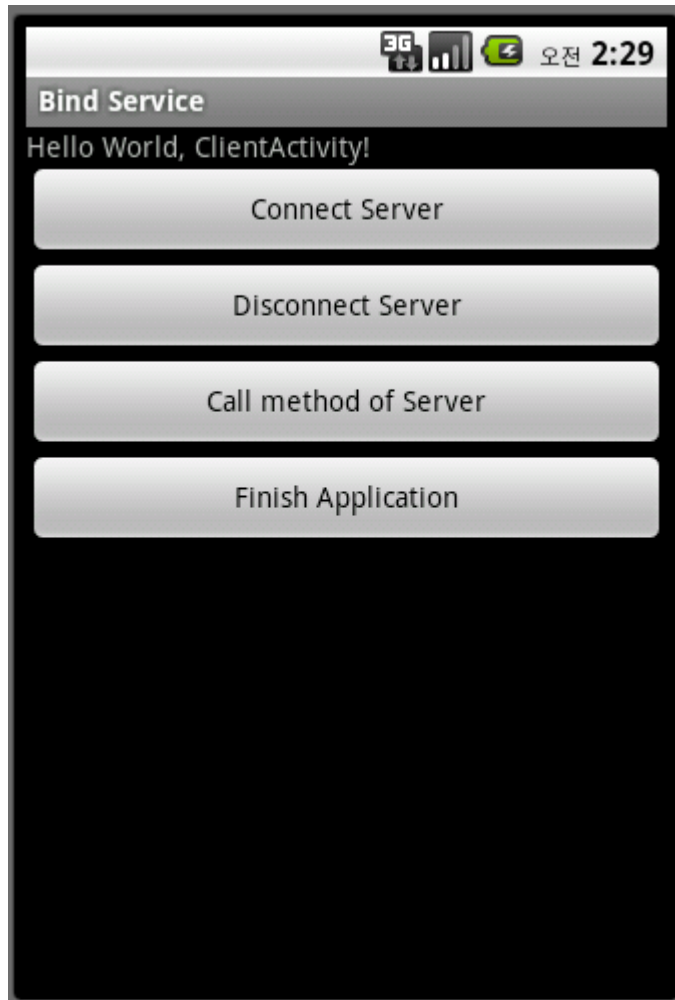 3G 오전 2:29
Bind Service
Hello World, ClientActivity!
Connect Server
Disconnect Server
Call method of Server
Finish Application